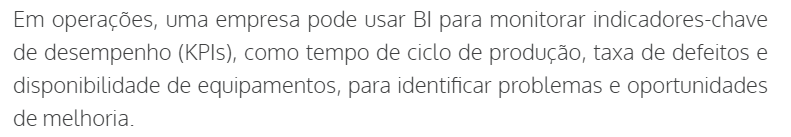 Em operações, uma empresa pode usar BI para monitorar indicadores-chave
de desempenho (KPIs), como tempo de ciclo de produção, taxa de defeitos e
disponibilidade de equipamentos, para identificar problemas e oportunidades
de melhoria.